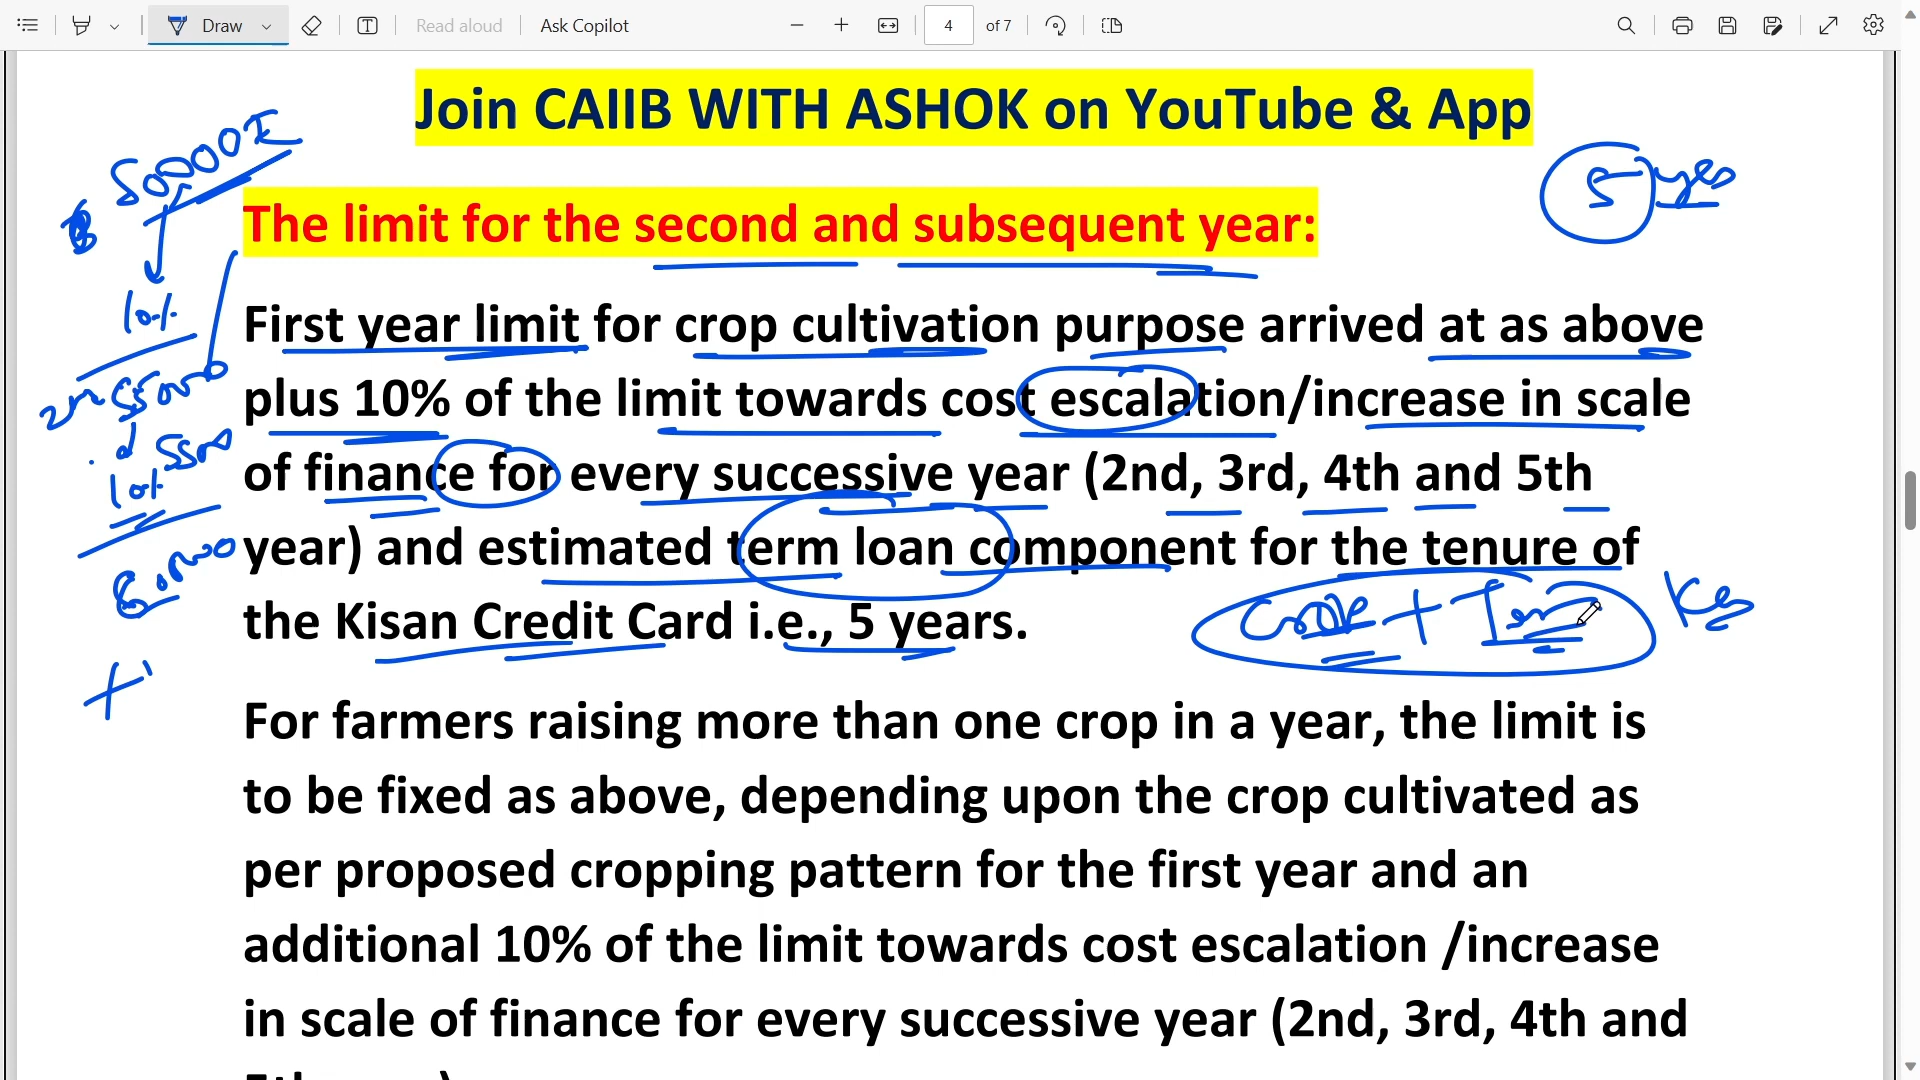 Draw
Read aloud
Ask Copilot
4 of 7
Join CAIIB WITH ASHOK on YouTube & App
50000
5 yes
The limit for the second and subsequent year:
10%
First year limit for crop cultivation purpose arrived at as above
55000
plus 10% of the limit towards cost escalation/increase in scale
5500
10%
of finance for every successive year (2nd, 3rd, 4th and 5th
year) and estimated term loan component for the tenure of
the Kisan Credit Card i.e., 5 years.
+
For farmers raising more than one crop in a year, the limit is
to be fixed as above, depending upon the crop cultivated as
per proposed cropping pattern for the first year and an
additional 10% of the limit towards cost escalation /increase
in scale of finance for every successive year (2nd, 3rd, 4th and